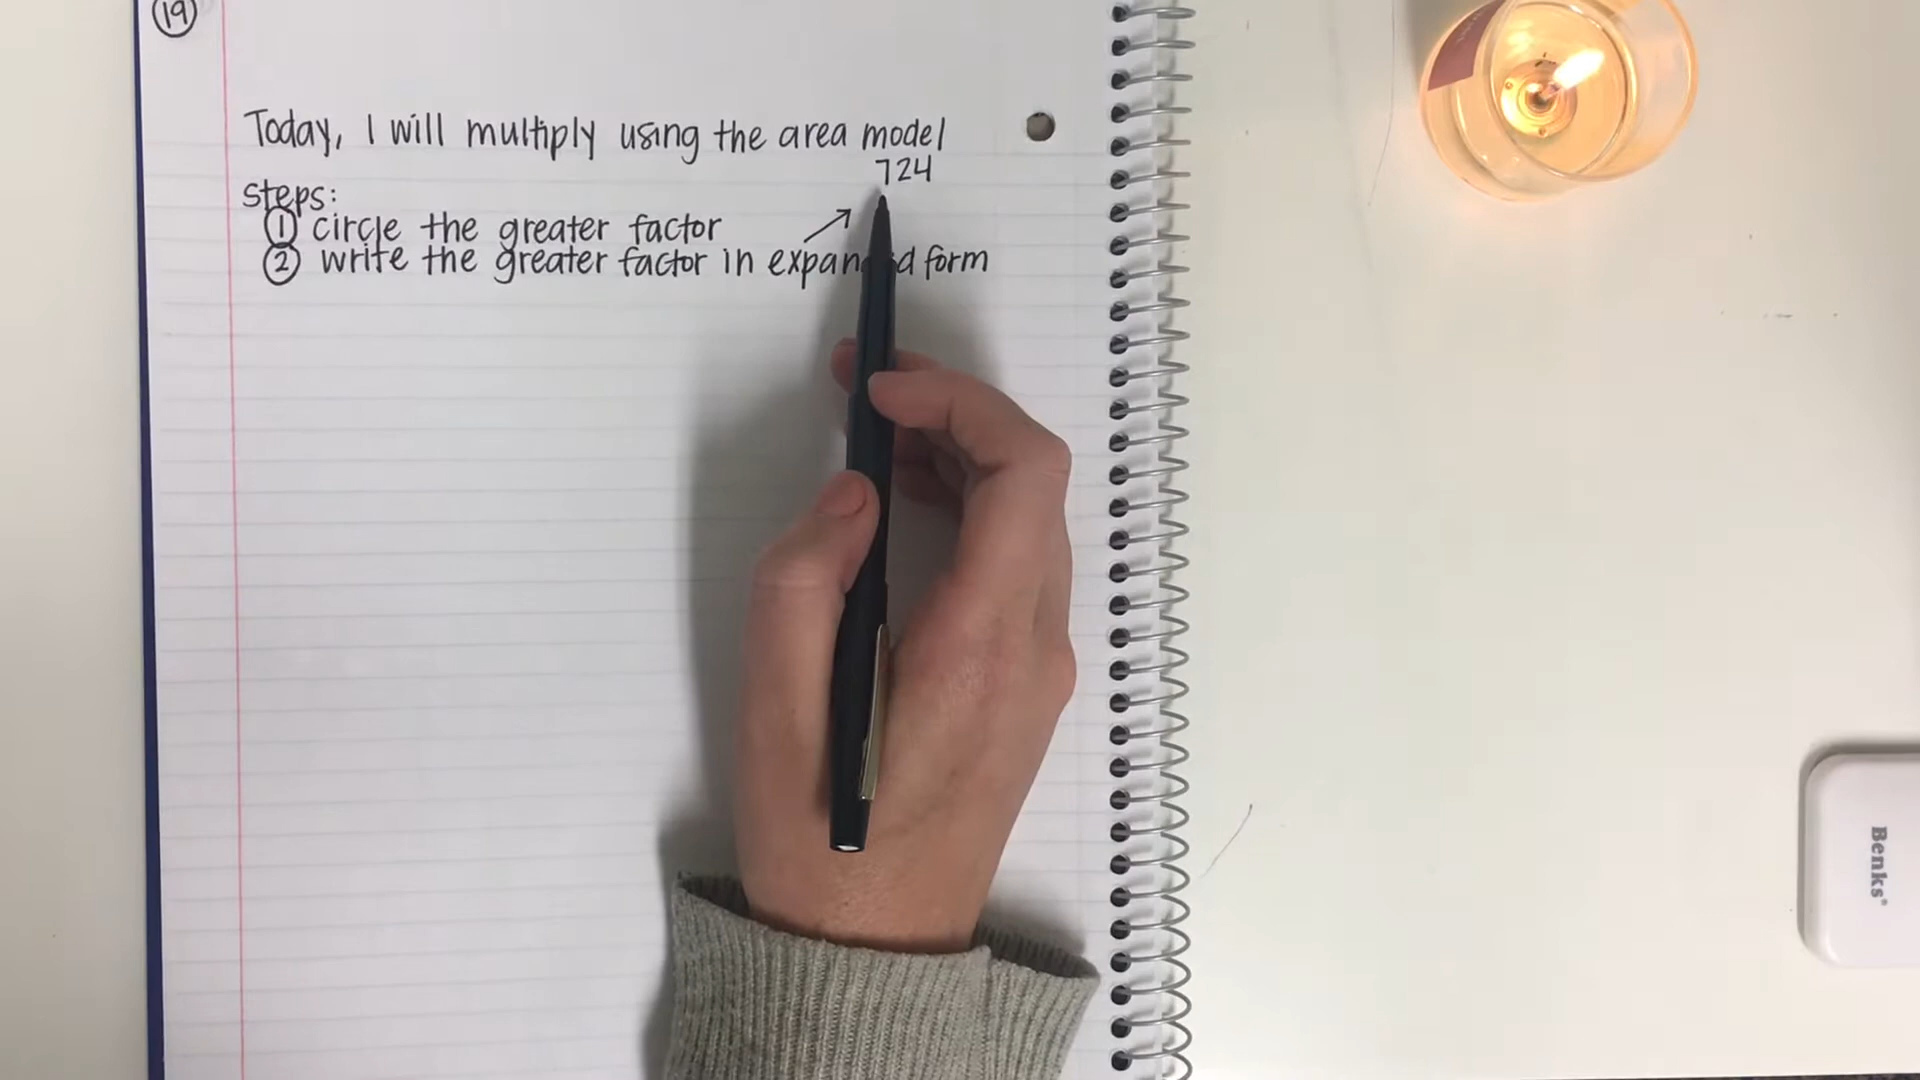 19
Today, I will multiply using the area model
724
steps:
① circle the greater factor
② write the greater factor in expanded form
Benks®